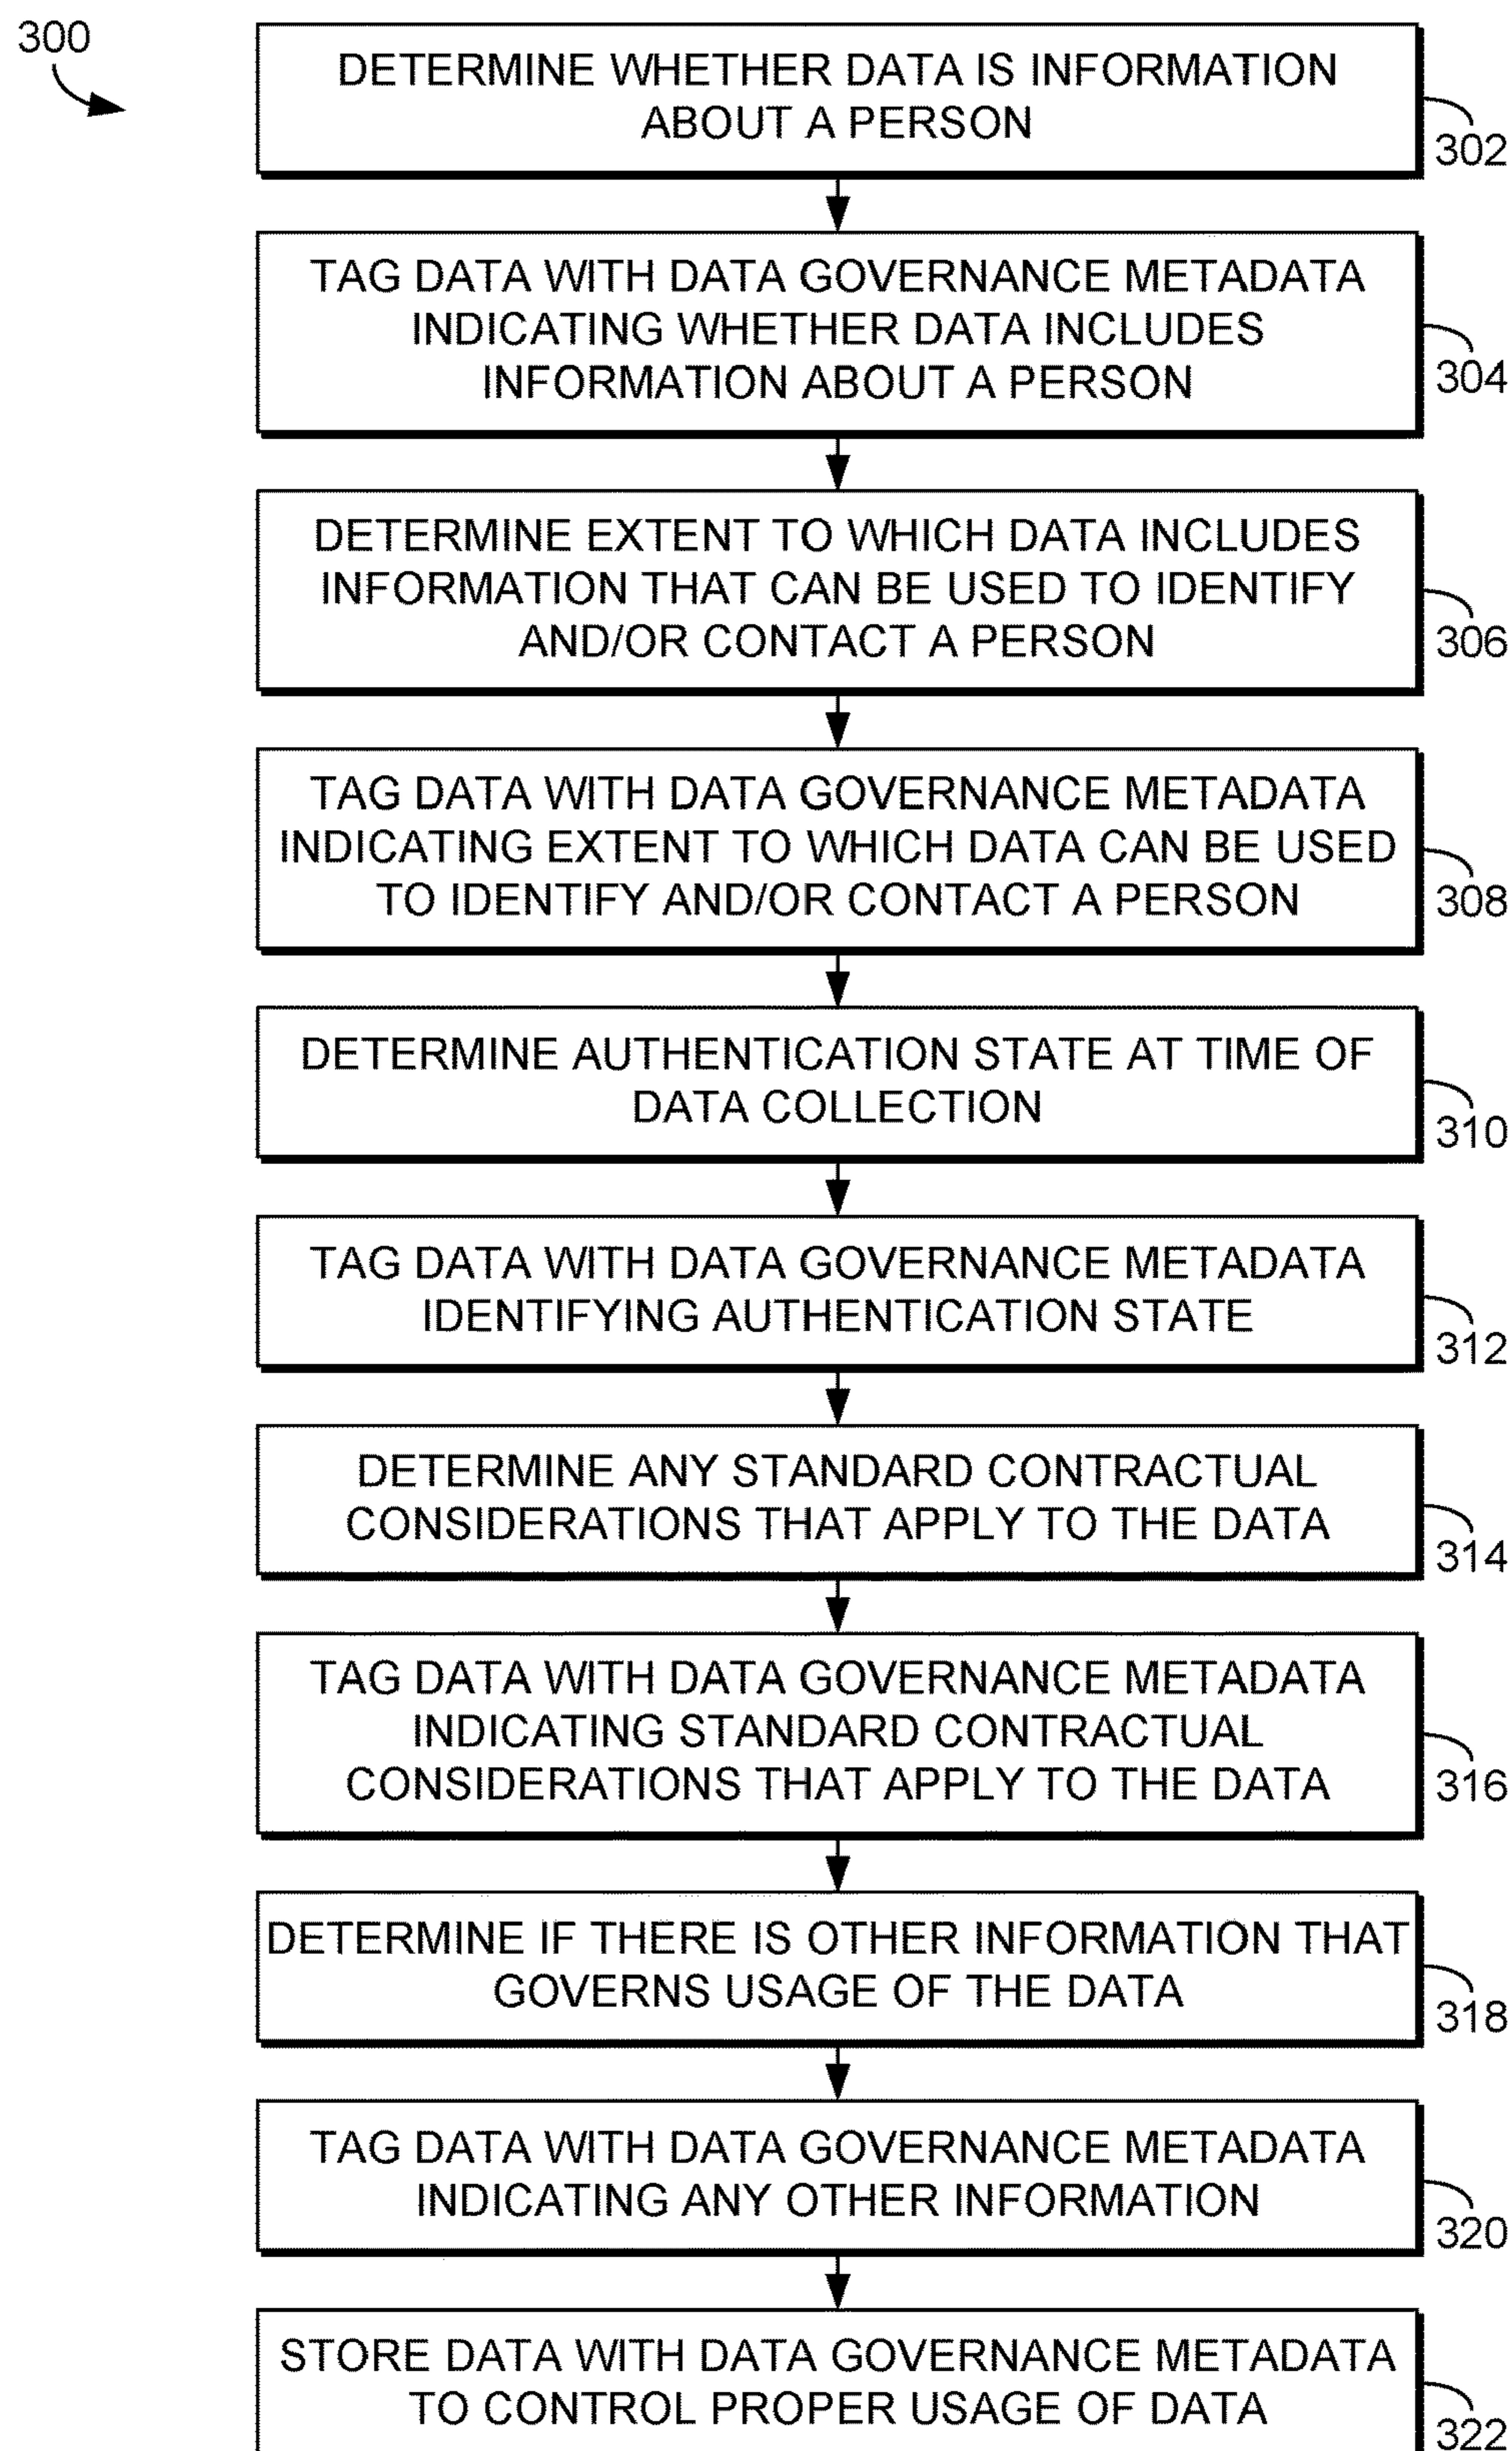 300
DETERMINE WHETHER DATA IS INFORMATION
ABOUT A PERSON
302
TAG DATA WITH DATA GOVERNANCE METADATA
INDICATING WHETHER DATA INCLUDES
INFORMATION ABOUT A PERSON
304
DETERMINE EXTENT TO WHICH DATA INCLUDES
INFORMATION THAT CAN BE USED TO IDENTIFY
AND/OR CONTACT A PERSON
306
TAG DATA WITH DATA GOVERNANCE METADATA
INDICATING EXTENT TO WHICH DATA CAN BE USED
TO IDENTIFY AND/OR CONTACT A PERSON
308
DETERMINE AUTHENTICATION STATE AT TIME OF
DATA COLLECTION
310
TAG DATA WITH DATA GOVERNANCE METADATA
IDENTIFYING AUTHENTICATION STATE
312
DETERMINE ANY STANDARD CONTRACTUAL
CONSIDERATIONS THAT APPLY TO THE DATA
314
TAG DATA WITH DATA GOVERNANCE METADATA
INDICATING STANDARD CONTRACTUAL
CONSIDERATIONS THAT APPLY TO THE DATA
316
DETERMINE IF THERE IS OTHER INFORMATION THAT
GOVERNS USAGE OF THE DATA
318
TAG DATA WITH DATA GOVERNANCE METADATA
INDICATING ANY OTHER INFORMATION
320
STORE DATA WITH DATA GOVERNANCE METADATA
TO CONTROL PROPER USAGE OF DATA
322